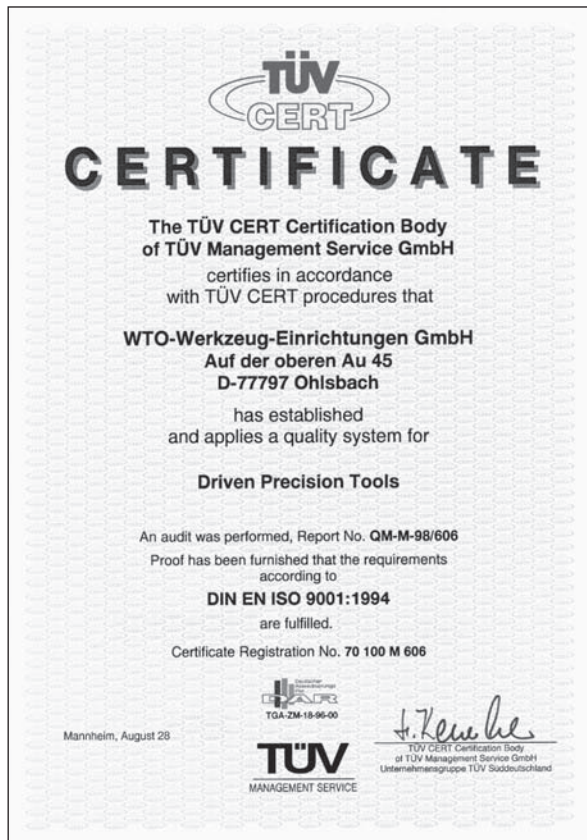 TÜV
CERT
CERTIFICATE
The TÜV CERT Certification Body
of TÜV Management Service GmbH
certifies in accordance
with TÜV CERT procedures that
WTO-Werkzeug-Einrichtungen GmbH
Auf der oberen Au 45
D-77797 Ohlsbach
has established
and applies a quality system for
Driven Precision Tools
An audit was performed, Report No. QM-M-98/606
Proof has been furnished that the requirements
according to
DIN EN ISO 9001:1994
are fulfilled.
Certificate Registration No. 70 100 M 606
Deutscher
DAR
TGA-ZM-18-96-00
Mannheim, August 28
TÜV
MANAGEMENT SERVICE
TÜV CERT Certification Body
of TÜV Management Service GmbH
Unternehmensgruppe TÜV Süddeutschland